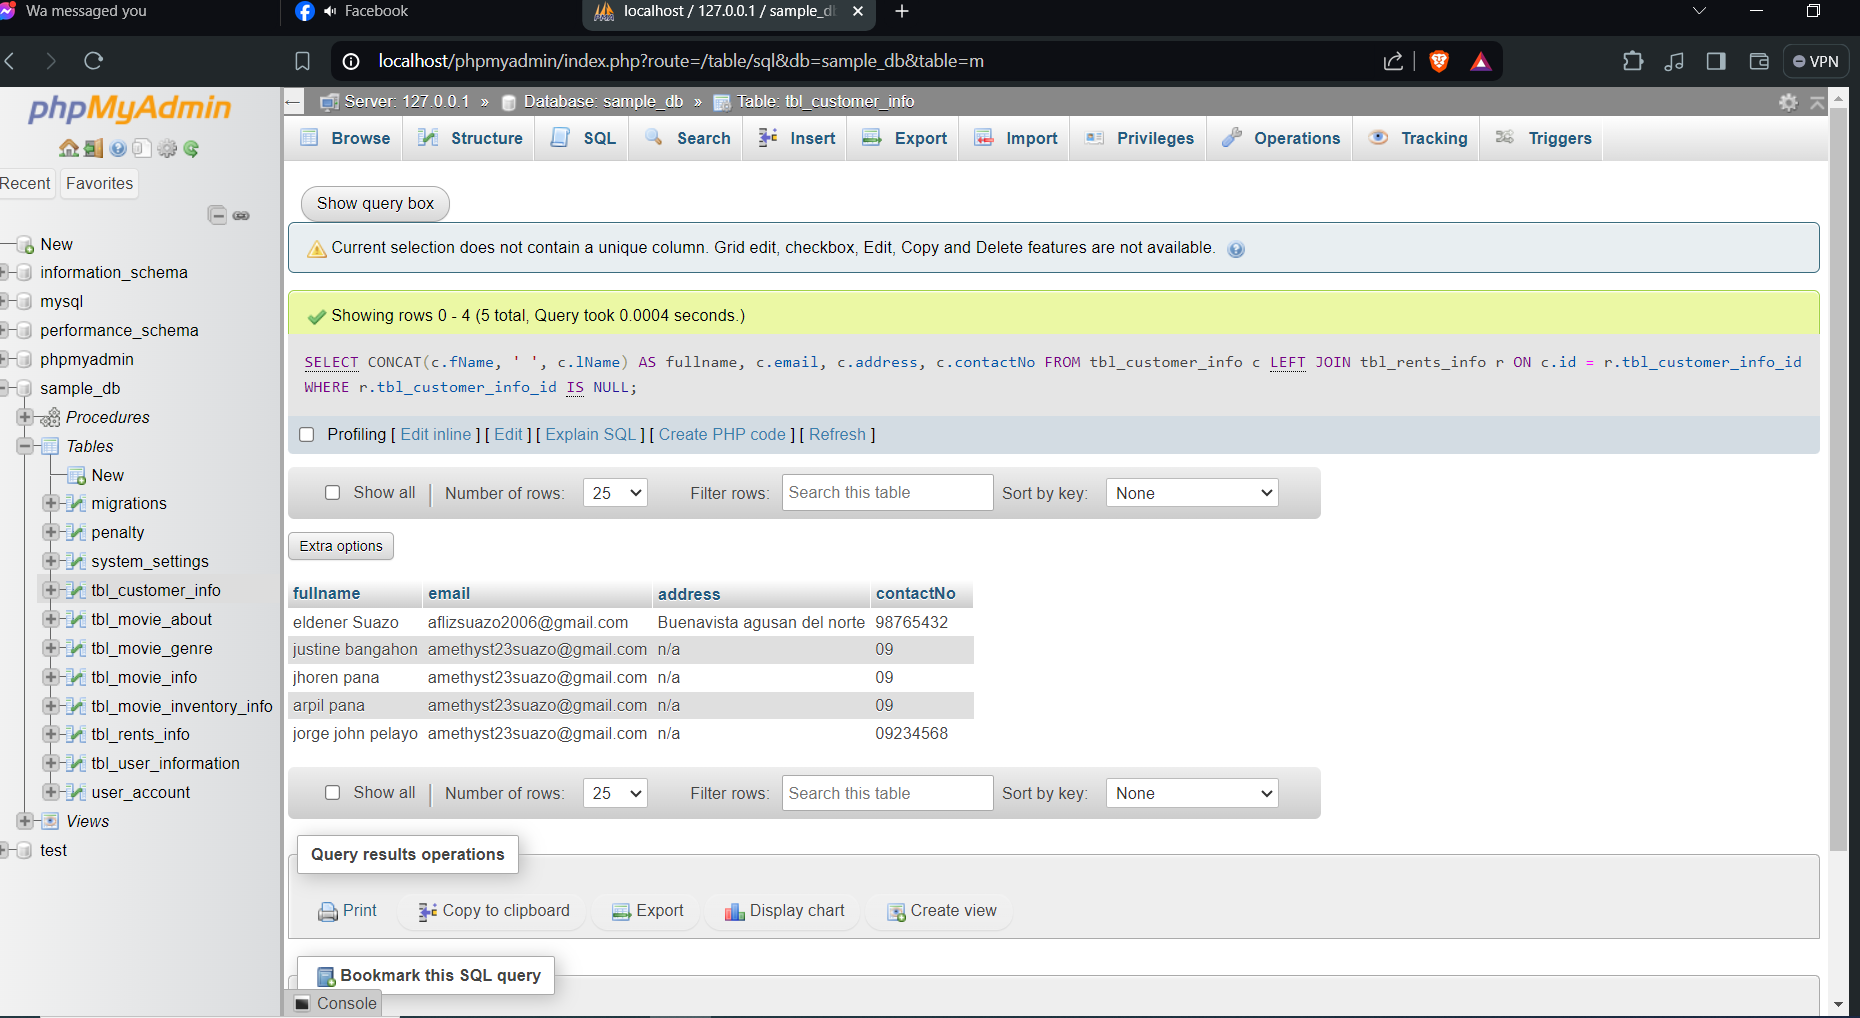 Wa messaged you
Facebook
localhost / 127.0.0.1 / sample_d
localhost/phpmyadmin/index.php?route=/table/sql&db=sample_db&table=m
VPN
phpMyAdmin
Recent
Favorites
New
information_schema
mysql
performance_schema
phpmyadmin
sample_db
Procedures
Tables
New
migrations
penalty
system_settings
tbl_customer_info
tbl_movie_about
tbl_movie_genre
tbl_movie_info
tbl_movie_inventory_info
tbl_rents_info
tbl_user_information
user_account
Views
test
Server: 127.0.0.1 » Database: sample_db » Table: tbl_customer_info
Browse Structure SQL Search Insert Export Import Privileges Operations Tracking Triggers
Show query box
Current selection does not contain a unique column. Grid edit, checkbox, Edit, Copy and Delete features are not available.
Showing rows 0 - 4 (5 total, Query took 0.0004 seconds.)
SELECT CONCAT(c.fName, ' ', c.lName) AS fullname, c.email, c.address, c.contactNo FROM tbl_customer_info c LEFT JOIN tbl_rents_info r ON c.id = r.tbl_customer_info_id
WHERE r.tbl_customer_info_id IS NULL;
Profiling [ Edit inline ] [ Edit ] [ Explain SQL ] [ Create PHP code ] [ Refresh ]
Show all | Number of rows: 25 Filter rows: Search this table Sort by key: None
Extra options
fullname email address contactNo
eldener Suazo aflizsuazo2006@gmail.com Buenavista agusan del norte 98765432
justine bangahon amethyst23suazo@gmail.com n/a 09
jhoren pana amethyst23suazo@gmail.com n/a 09
arpil pana amethyst23suazo@gmail.com n/a 09
jorge john pelayo amethyst23suazo@gmail.com n/a 09234568
Show all | Number of rows: 25 Filter rows: Search this table Sort by key: None
Query results operations
Print Copy to clipboard Export Display chart Create view
Bookmark this SQL query
Console